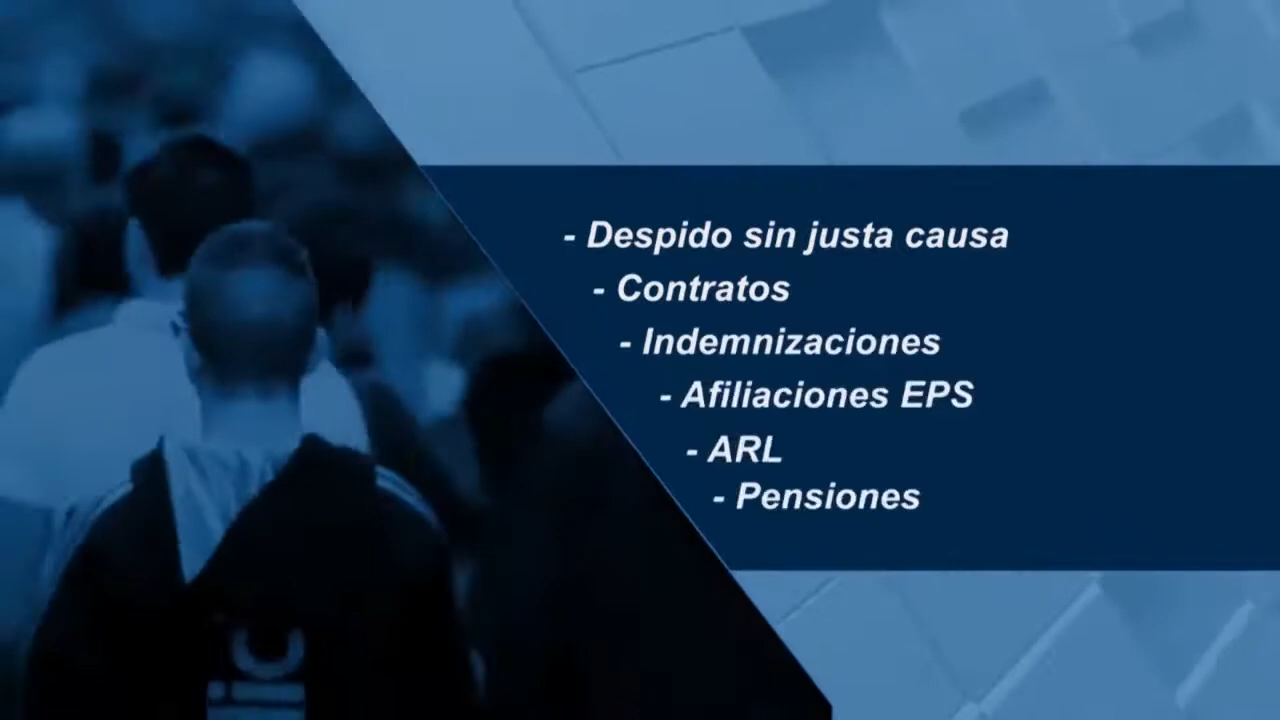 - Despido sin justa causa
- Contratos
- Indemnizaciones
- Afiliaciones EPS
- ARL
- Pensiones